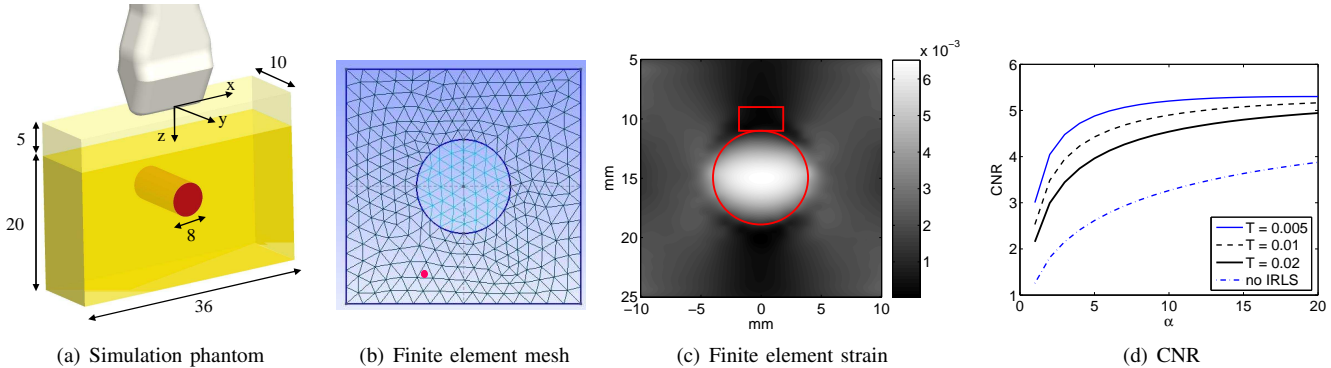 10
x
y
z
5
20
8
36
(a) Simulation phantom
(b) Finite element mesh
x 10⁻³
5
10
15
20
25
mm
−10 −5 0 5 10
mm
6
5
4
3
2
1
(c) Finite element strain
6
5
4
3
2
1
CNR
0 5 10 15 20
α
T = 0.005
T = 0.01
T = 0.02
no IRLS
(d) CNR